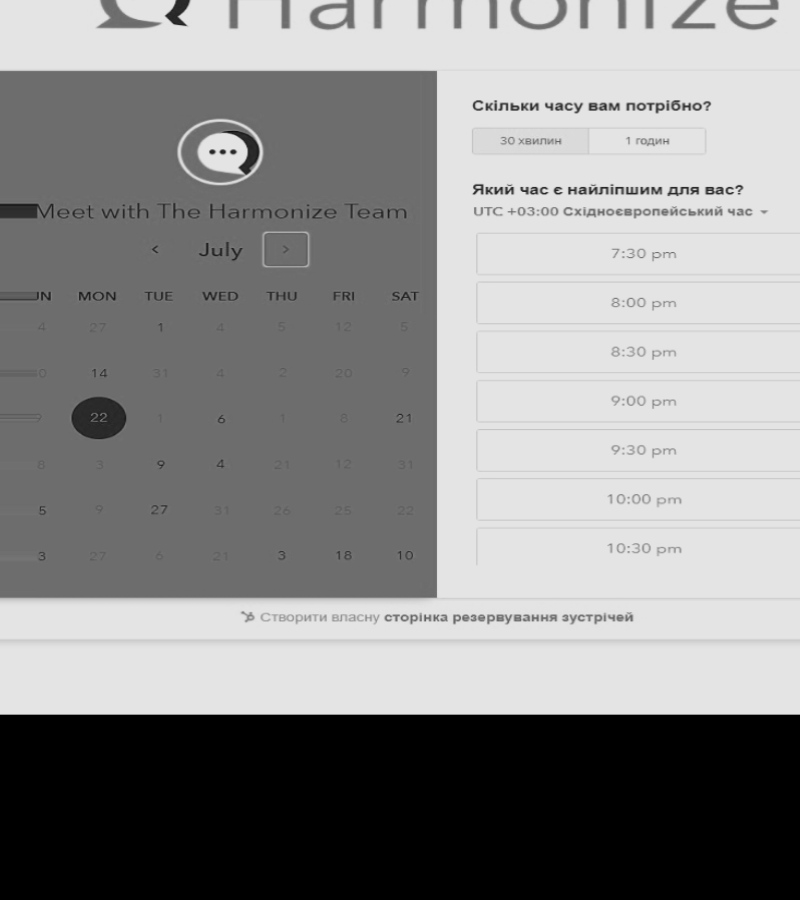 Harmonize
Meet with The Harmonize Team
July
UN MON TUE WED THU FRI SAT
4 27 1 4 5 12 5
0 14 31 4 2 20 9
22 1 6 1 8 21
8 3 9 4 21 12 31
5 9 27 31 26 25 22
3 27 6 21 3 18 10
Скільки часу вам потрібно?
30 хвилин 1 годин
Який час є найліпшим для вас?
UTC +03:00 Східноєвропейський час
7:30 pm
8:00 pm
8:30 pm
9:00 pm
9:30 pm
10:00 pm
10:30 pm
Створити власну сторінка резервування зустрічей